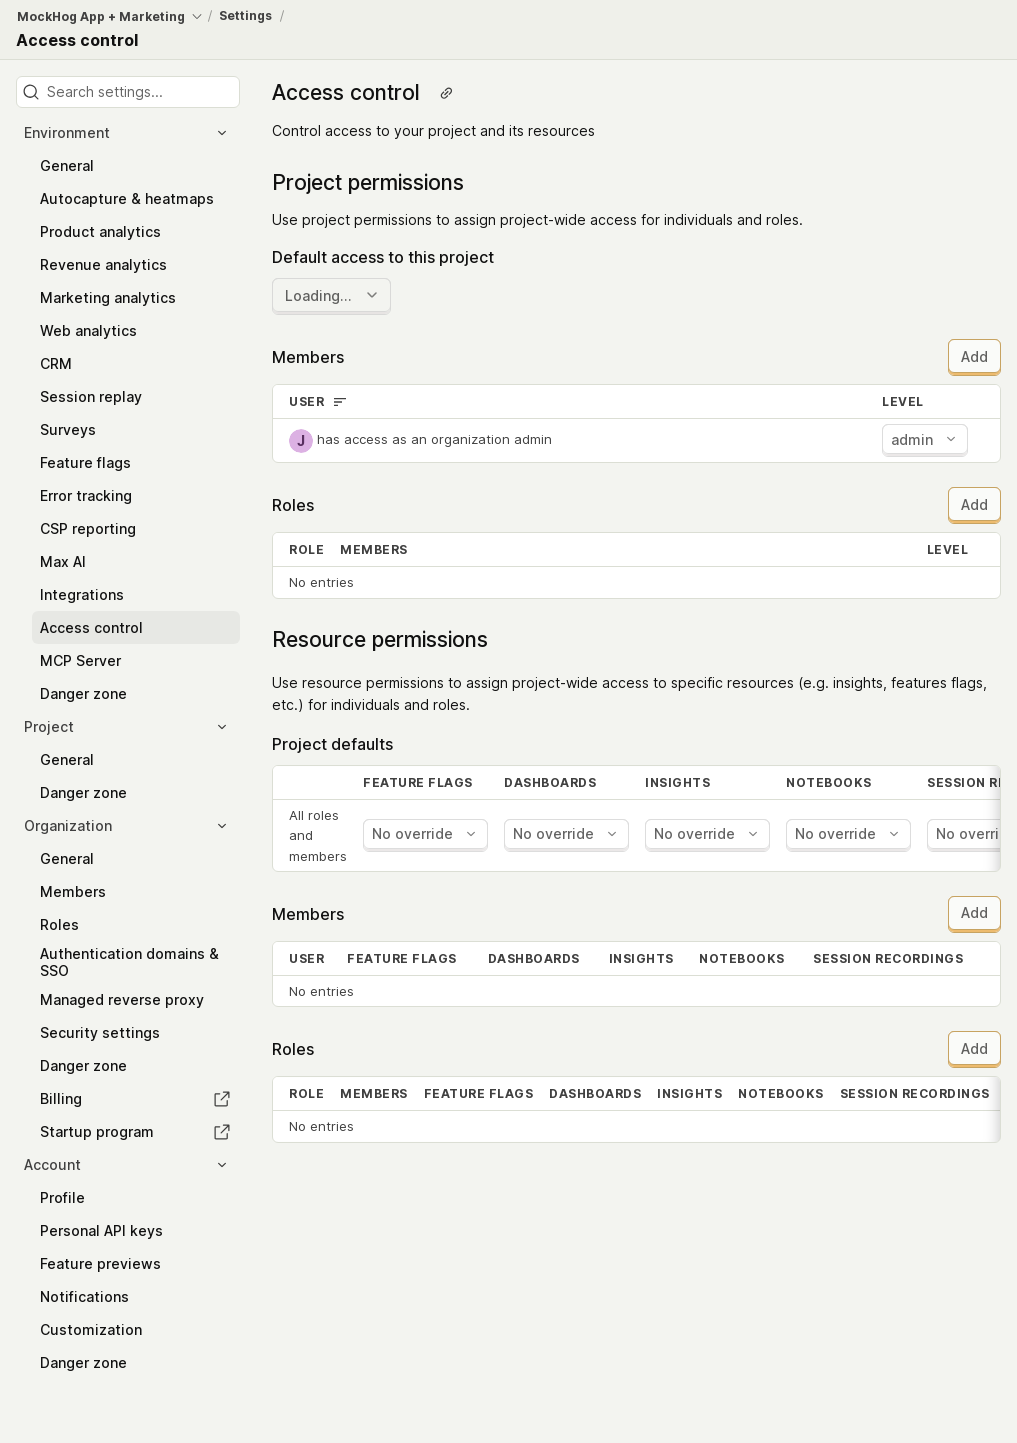 MockHog App + Marketing / Settings /
Access control
Search settings...
Environment
General
Autocapture & heatmaps
Product analytics
Revenue analytics
Marketing analytics
Web analytics
CRM
Session replay
Surveys
Feature flags
Error tracking
CSP reporting
Max AI
Integrations
Access control
MCP Server
Danger zone
Project
General
Danger zone
Organization
General
Members
Roles
Authentication domains &
SSO
Managed reverse proxy
Security settings
Danger zone
Billing
Startup program
Account
Profile
Personal API keys
Feature previews
Notifications
Customization
Danger zone
Access control
Control access to your project and its resources
Project permissions
Use project permissions to assign project-wide access for individuals and roles.
Default access to this project
Loading...
Members Add
USER LEVEL
J has access as an organization admin admin
Roles Add
ROLE MEMBERS LEVEL
No entries
Resource permissions
Use resource permissions to assign project-wide access to specific resources (e.g. insights, features flags,
etc.) for individuals and roles.
Project defaults
FEATURE FLAGS DASHBOARDS INSIGHTS NOTEBOOKS SESSION
All roles
and
members
No override No override No override No override No
Members Add
USER FEATURE FLAGS DASHBOARDS INSIGHTS NOTEBOOKS SESSION RECORDINGS
No entries
Roles Add
ROLE MEMBERS FEATURE FLAGS DASHBOARDS INSIGHTS NOTEBOOKS SESSION RECORDINGS
No entries